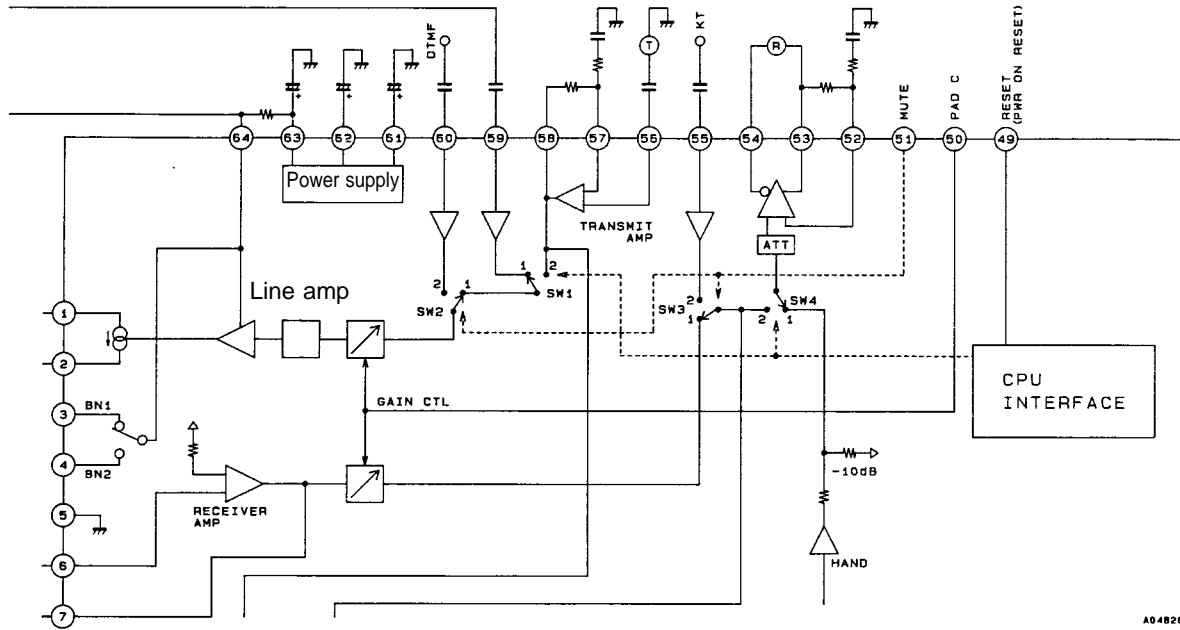 DTMF
T
KT
R
MUTE
PAD C
RESET
(PWR ON RESET)
+
+
+
64
63
62
61
60
59
58
57
56
55
54
53
52
51
50
49
Power supply
TRANSMIT
AMP
ATT
2
1
SW2
1
2
SW1
2
1
SW3
2
1
SW4
Line amp
1
2
3
BN1
4
BN2
5
6
7
GAIN CTL
CPU
INTERFACE
-10dB
RECEIVER
AMP
HAND